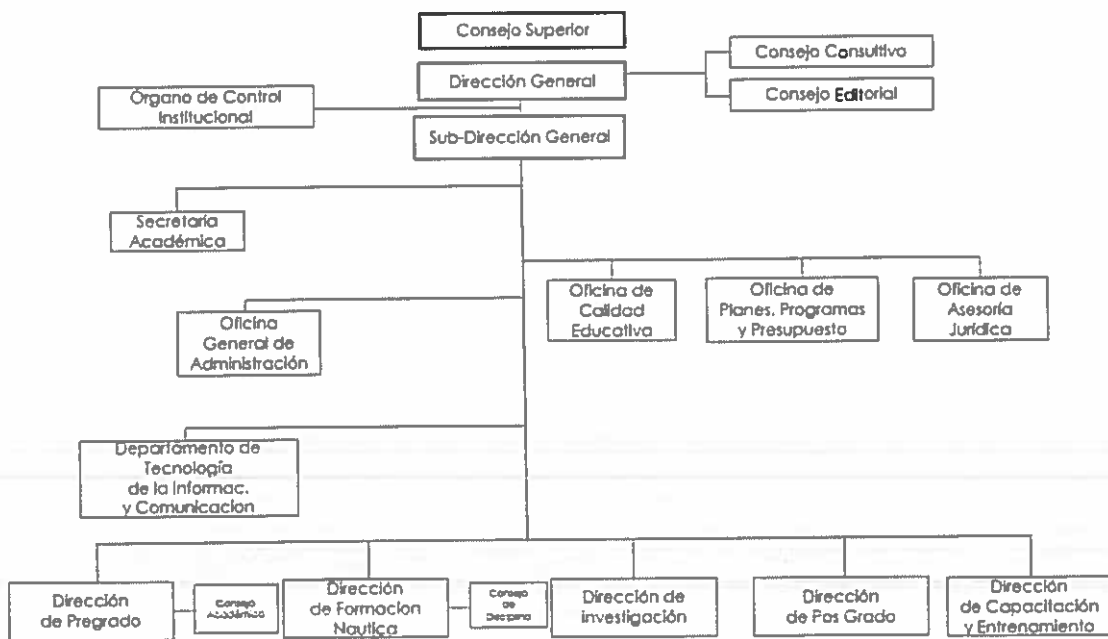 Consejo Superior
Consejo Consultivo
Dirección General
Consejo Editorial
Órgano de Control
Institucional
Sub-Dirección General
Secretaría
Académica
Oficina de
Calidad
Educativa
Oficina de
Planes, Programas
y Presupuesto
Oficina de
Asesoría
Jurídica
Oficina
General de
Administración
Departamento de
Tecnología
de la Informac.
y Comunicacion
Dirección
de Pregrado
Consejo
Académico
Dirección
de Formacion
Nautica
Consejo
de
Disciplina
Dirección de
investigación
Dirección
de Pos Grado
Dirección
de Capacitación
y Entrenamiento